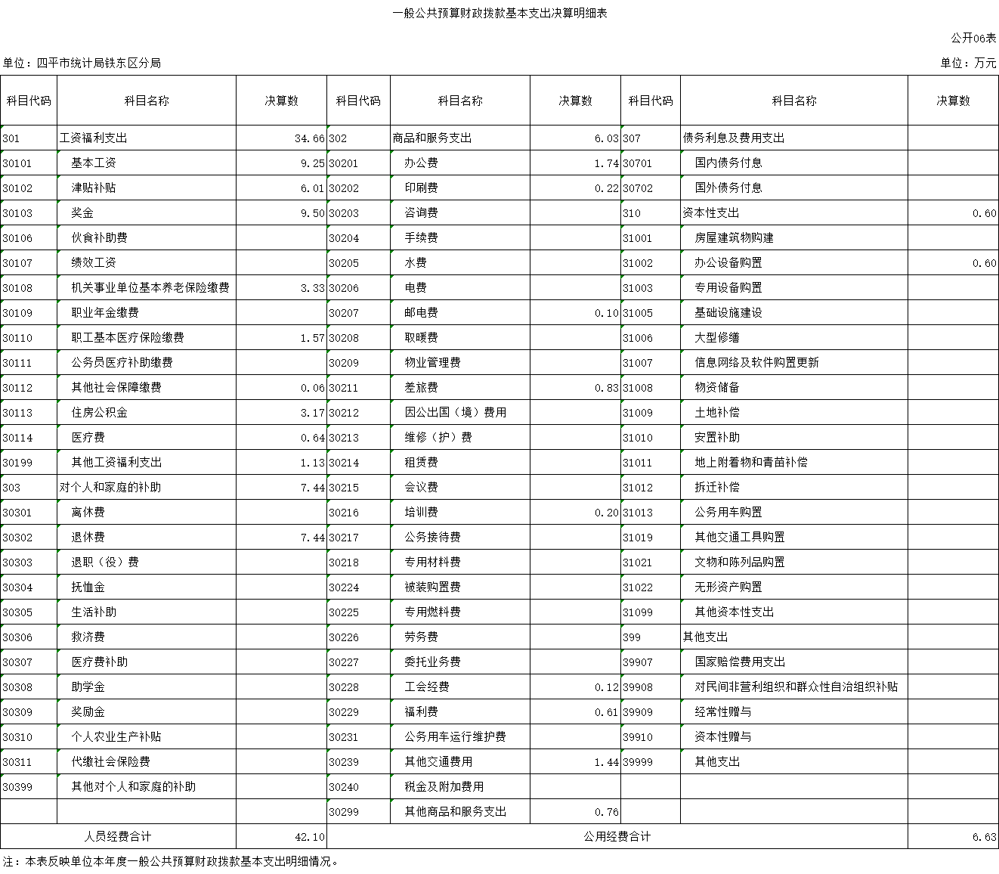 一般公共预算财政拨款基本支出决算明细表
公开06表
单位：四平市统计局铁东区分局 单位：万元
科目代码 科目名称 决算数 科目代码 科目名称 决算数 科目代码 科目名称 决算数
301 工资福利支出 34.66 302 商品和服务支出 6.03 307 债务利息及费用支出
30101 基本工资 9.25 30201 办公费 1.74 30701 国内债务付息
30102 津贴补贴 6.01 30202 印刷费 0.22 30702 国外债务付息
30103 奖金 9.50 30203 咨询费 310 资本性支出 0.60
30106 伙食补助费 30204 手续费 31001 房屋建筑物购建
30107 绩效工资 30205 水费 31002 办公设备购置 0.60
30108 机关事业单位基本养老保险缴费 3.33 30206 电费 31003 专用设备购置
30109 职业年金缴费 30207 邮电费 0.10 31005 基础设施建设
30110 职工基本医疗保险缴费 1.57 30208 取暖费 31006 大型修缮
30111 公务员医疗补助缴费 30209 物业管理费 31007 信息网络及软件购置更新
30112 其他社会保障缴费 0.06 30211 差旅费 0.83 31008 物资储备
30113 住房公积金 3.17 30212 因公出国（境）费用 31009 土地补偿
30114 医疗费 0.64 30213 维修（护）费 31010 安置补助
30199 其他工资福利支出 1.13 30214 租赁费 31011 地上附着物和青苗补偿
303 对个人和家庭的补助 7.44 30215 会议费 31012 拆迁补偿
30301 离休费 30216 培训费 0.20 31013 公务用车购置
30302 退休费 7.44 30217 公务接待费 31019 其他交通工具购置
30303 退职（役）费 30218 专用材料费 31021 文物和陈列品购置
30304 抚恤金 30224 被装购置费 31022 无形资产购置
30305 生活补助 30225 专用燃料费 31099 其他资本性支出
30306 救济费 30226 劳务费 399 其他支出
30307 医疗费补助 30227 委托业务费 39907 国家赔偿费用支出
30308 助学金 30228 工会经费 0.12 39908 对民间非营利组织和群众性自治组织补贴
30309 奖励金 30229 福利费 0.61 39909 经常性赠与
30310 个人农业生产补贴 30231 公务用车运行维护费 39910 资本性赠与
30311 代缴社会保险费 30239 其他交通费用 1.44 39999 其他支出
30399 其他对个人和家庭的补助 30240 税金及附加费用
30299 其他商品和服务支出 0.76
人员经费合计 42.10 公用经费合计 6.63
注：本表反映单位本年度一般公共预算财政拨款基本支出明细情况。